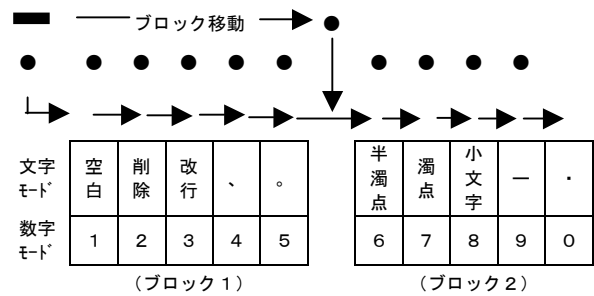 ブロック移動
文字モード 空白 削除 改行 、 。 半濁点 濁点 小文字 ー ・
数字モード 1 2 3 4 5 6 7 8 9 0
(ブロック1) (ブロック2)